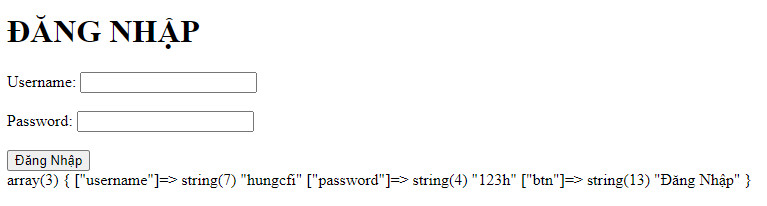 ĐĂNG NHẬP
Username:
Password:
Đăng Nhập
array(3) { ["username"]=> string(7) "hungcfi" ["password"]=> string(4) "123h" ["btn"]=> string(13) "Đăng Nhập" }